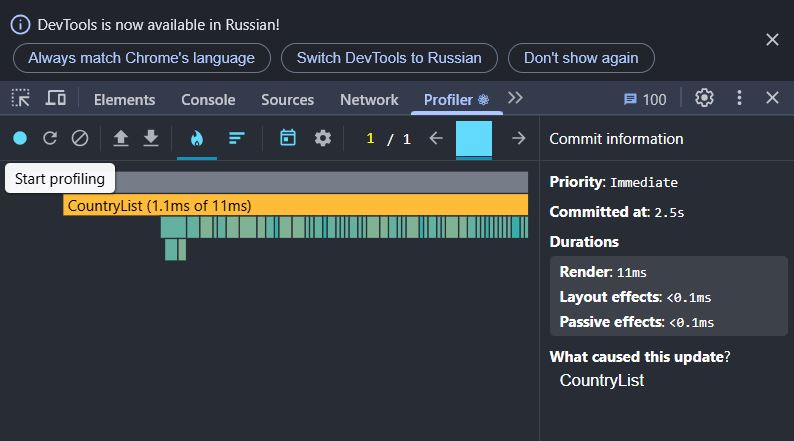 DevTools is now available in Russian!
Always match Chrome's language Switch DevTools to Russian Don't show again
Elements Console Sources Network Profiler 100
1 / 1
Start profiling
CountryList (1.1ms of 11ms)
Commit information
Priority: Immediate
Committed at: 2.5s
Durations
Render: 11ms
Layout effects: <0.1ms
Passive effects: <0.1ms
What caused this update?
CountryList